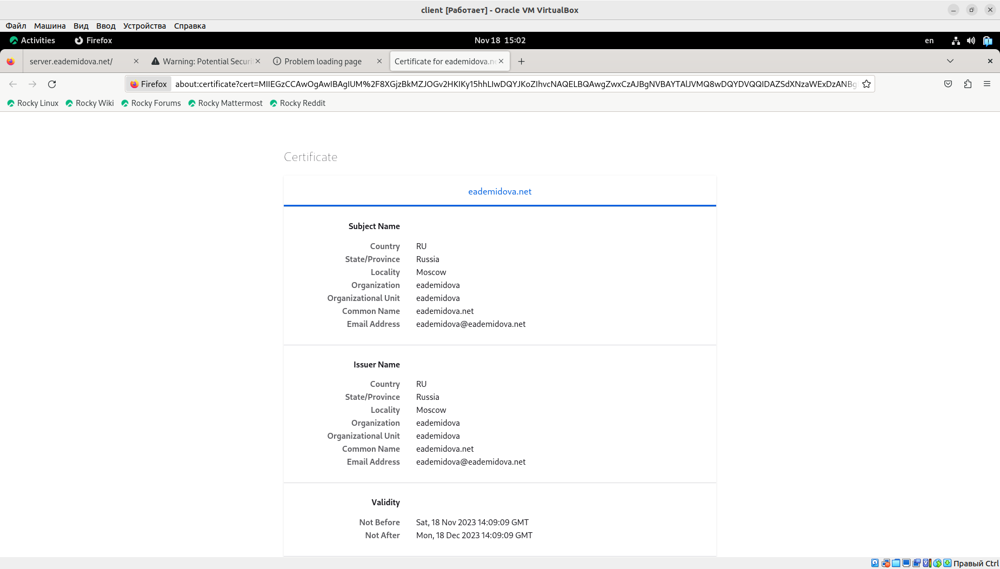 client [Работает] - Oracle VM VirtualBox
Файл Машина Вид Ввод Устройства Справка
Activities Firefox Nov 18 15:02 en
server.eademidova.net/ Warning: Potential Securi Problem loading page Certificate for eademidova.ne
Firefox about:certificate?cert=MIIEGzCCAwOgAwIBAgIUM%2F8XGjzBkMZJOGv2HKIKy15hhLIwDQYJKoZIhvcNAQELBQAwgZwxCzAJBgNVBAYTAlJVMQ8wDQYDVQQIDAZSdXNzaWExDzANBg
Rocky Linux Rocky Wiki Rocky Forums Rocky Mattermost Rocky Reddit
Certificate
eademidova.net
Subject Name
Country RU
State/Province Russia
Locality Moscow
Organization eademidova
Organizational Unit eademidova
Common Name eademidova.net
Email Address eademidova@eademidova.net
Issuer Name
Country RU
State/Province Russia
Locality Moscow
Organization eademidova
Organizational Unit eademidova
Common Name eademidova.net
Email Address eademidova@eademidova.net
Validity
Not Before Sat, 18 Nov 2023 14:09:09 GMT
Not After Mon, 18 Dec 2023 14:09:09 GMT
Правый Ctrl